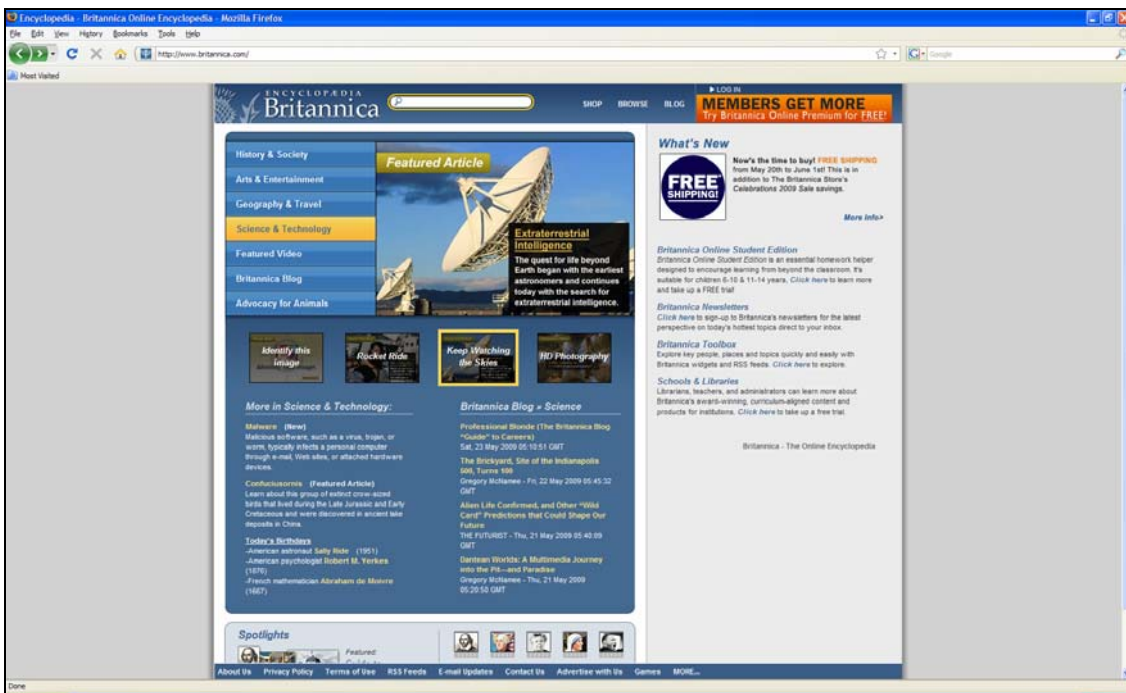 Encyclopedia - Britannica Online Encyclopedia - Mozilla Firefox
File Edit View History Bookmarks Tools Help
http://www.britannica.com/
Google
Most Visited
ENCYCLOPÆDIA
Britannica
SHOP BROWSE BLOG
LOG IN
MEMBERS GET MORE
Try Britannica Online Premium for FREE!
History & Society
Arts & Entertainment
Geography & Travel
Science & Technology
Featured Video
Britannica Blog
Advocacy for Animals
Featured Article
Extraterrestrial
Intelligence
The quest for life beyond
Earth began with the earliest
astronomers and continues
today with the search for
extraterrestrial intelligence.
Identify this
image
Rocket Ride
Keep Watching
the Skies
HD Photography
More in Science & Technology:
Malware (New)
Malicious software, such as a virus, trojan, or
worm, typically infects a personal computer
through e-mail, Web sites, or attached hardware
devices.
Confuciusornis (Featured Article)
Learn about this group of extinct crow-sized
birds that lived during the Late Jurassic and Early
Cretaceous and were discovered in ancient lake
deposits in China.
Today's Birthdays
-American astronaut Sally Ride (1951)
-American psychologist Robert M. Yerkes
(1876)
-French mathematician Abraham de Moivre
(1667)
Britannica Blog » Science
Professional Blonde (The Britannica Blog
"Guide" to Careers)
Sat, 23 May 2009 05:10:51 GMT
The Brickyard, Site of the Indianapolis
500, Turns 100
Gregory McNamee - Fri, 22 May 2009 05:45:32
GMT
Alien Life Confirmed, and Other "Wild
Card" Predictions that Could Shape Our
Future
THE FUTURIST - Thu, 21 May 2009 05:40:09
GMT
Dantean Worlds: A Multimedia Journey
into the Pit—and Paradise
Gregory McNamee - Thu, 21 May 2009
05:20:50 GMT
What's New
FREE
SHIPPING!
Now's the time to buy! FREE SHIPPING
from May 20th to June 1st! This is in
addition to The Britannica Store's
Celebrations 2009 Sale savings.
More Info>
Britannica Online Student Edition
Britannica Online Student Edition is an essential homework helper
designed to encourage learning from beyond the classroom. It's
suitable for children 6-10 & 11-14 years, Click here to learn more
and take up a FREE trial!
Britannica Newsletters
Click here to sign-up to Britannica's newsletters for the latest
perspective on today's hottest topics direct to your inbox.
Britannica Toolbox
Explore key people, places and topics quickly and easily with
Britannica widgets and RSS feeds. Click here to explore.
Schools & Libraries
Librarians, teachers, and administrators can learn more about
Britannica's award-winning, curriculum-aligned content and
products for institutions. Click here to take up a free trial.
Britannica - The Online Encyclopedia
Spotlights
Featured:
About Us Privacy Policy Terms of Use RSS Feeds E-mail Updates Contact Us Advertise with Us Games MORE...
Done